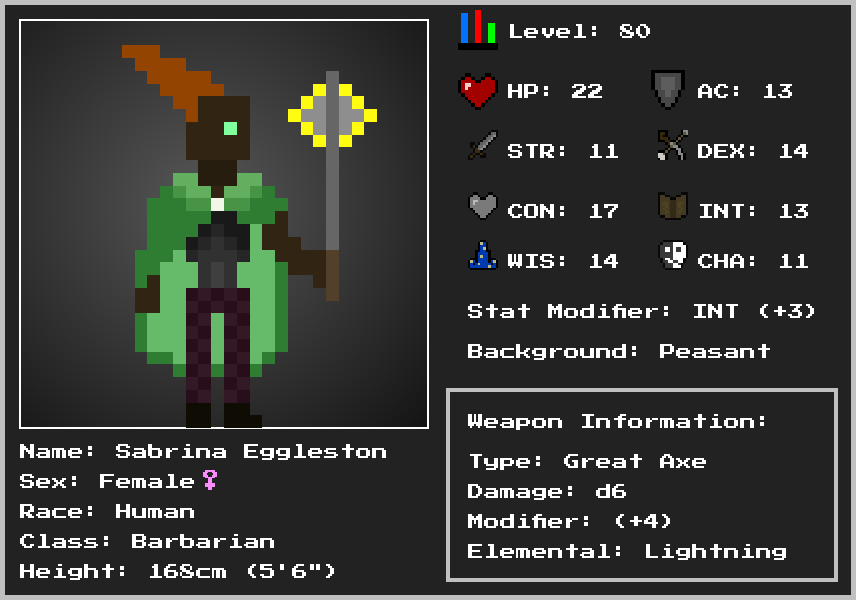 Level: 80
HP: 22
AC: 13
STR: 11
DEX: 14
CON: 17
INT: 13
WIS: 14
CHA: 11
Stat Modifier: INT (+3)
Background: Peasant
Weapon Information:
Type: Great Axe
Damage: d6
Modifier: (+4)
Elemental: Lightning
Name: Sabrina Eggleston
Sex: Female♀
Race: Human
Class: Barbarian
Height: 168cm (5'6")